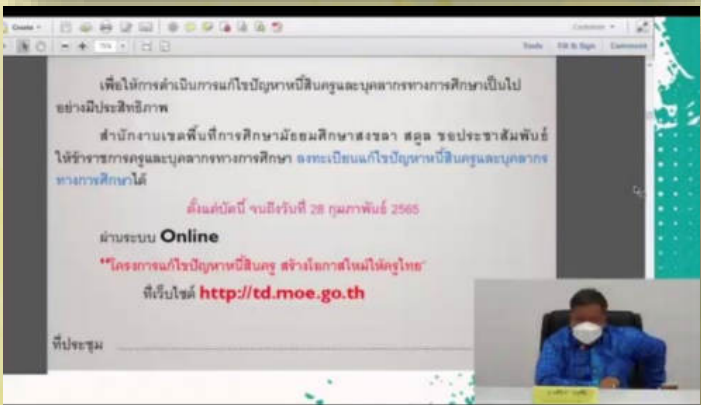 Create
Customize
75%
Tools Fill & Sign Comment
เพื่อให้การดำเนินการแก้ไขปัญหาหนี้สินครูและบุคลากรทางการศึกษาเป็นไป
อย่างมีประสิทธิภาพ
สำนักงานเขตพื้นที่การศึกษามัธยมศึกษาสงขลา สตูล ขอประชาสัมพันธ์
ให้ข้าราชการครูและบุคลากรทางการศึกษา ลงทะเบียนแก้ไขปัญหาหนี้สินครูและบุคลากร
ทางการศึกษาได้
ตั้งแต่บัดนี้ จนถึงวันที่ 28 กุมภาพันธ์ 2565
ผ่านระบบ Online
"โครงการแก้ไขปัญหาหนี้สินครู สร้างโอกาสใหม่ให้ครูไทย"
ที่เว็บไซต์ http://td.moe.go.th
ที่ประชุม